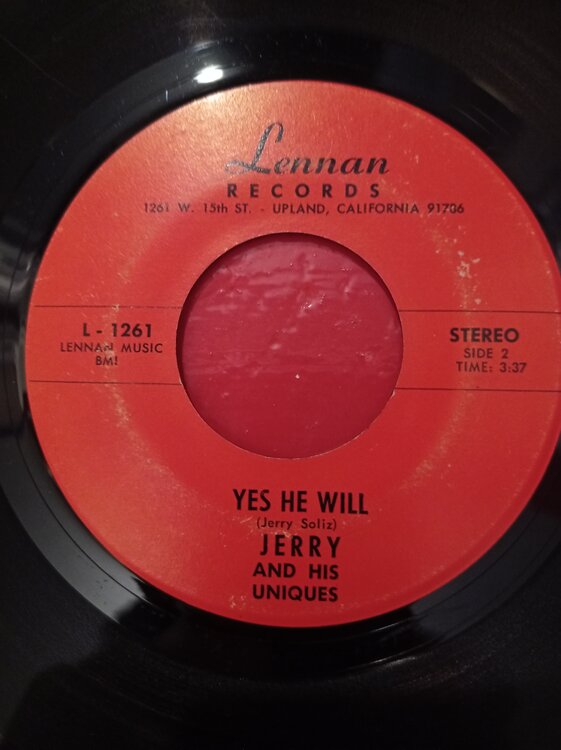 Lennan
RECORDS
1261 W. 15th ST. - UPLAND, CALIFORNIA 91786
L - 1261
LENNAN MUSIC
BMI
STEREO
SIDE 2
TIME: 3:37
YES HE WILL
(Jerry Soliz)
JERRY
AND HIS
UNIQUES